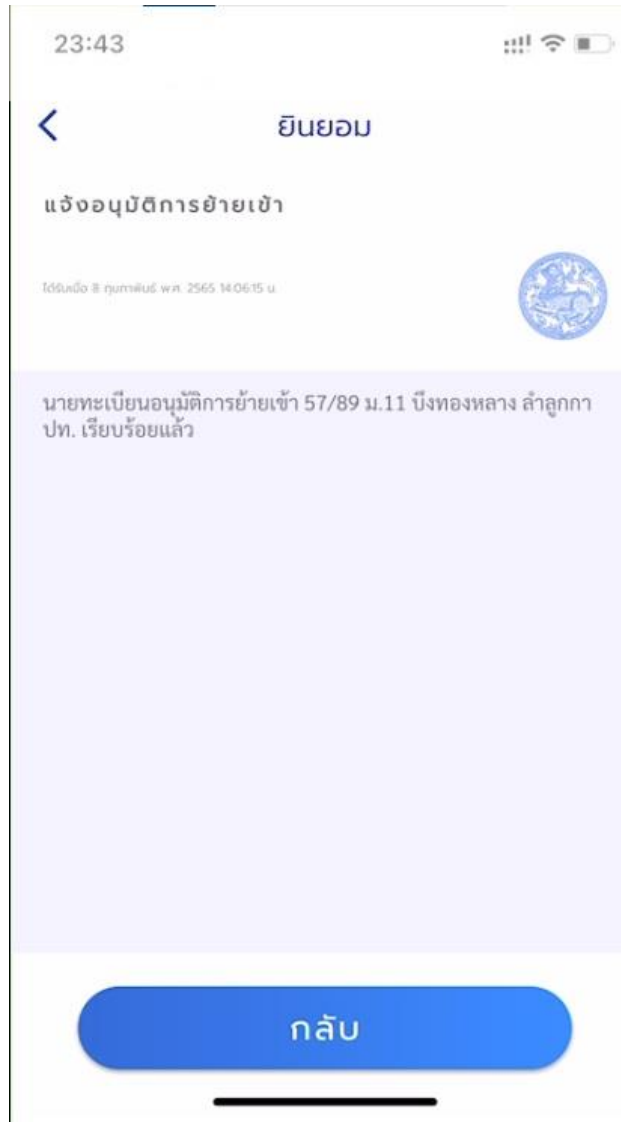 23:43
ยินยอม
แจ้งอนุมัติการย้ายเข้า
ได้รับเมื่อ 8 กุมภาพันธ์ พ.ศ. 2565 14:06:15 น.
นายทะเบียนอนุมัติการย้ายเข้า 57/89 ม.11 บึงทองหลาง ลำลูกกา
ปท. เรียบร้อยแล้ว
กลับ